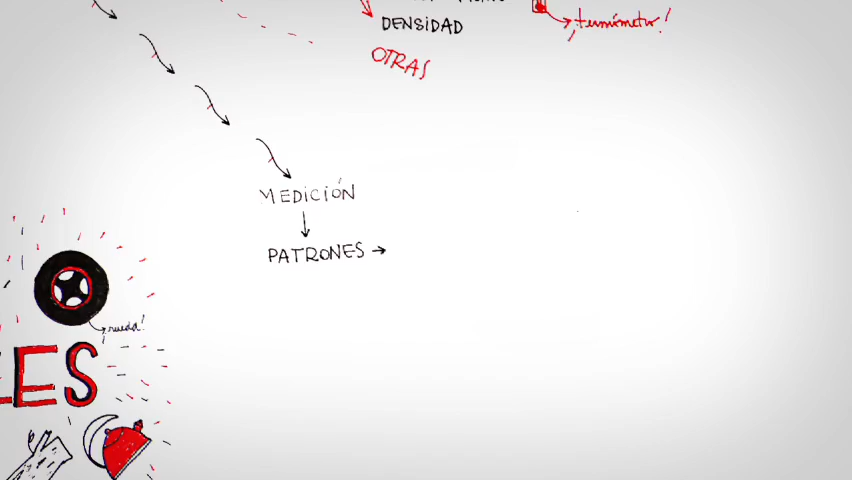 DENSIDAD
¡termómetro!
OTRAS
MEDICIÓN
PATRONES
¡rueda!
ES